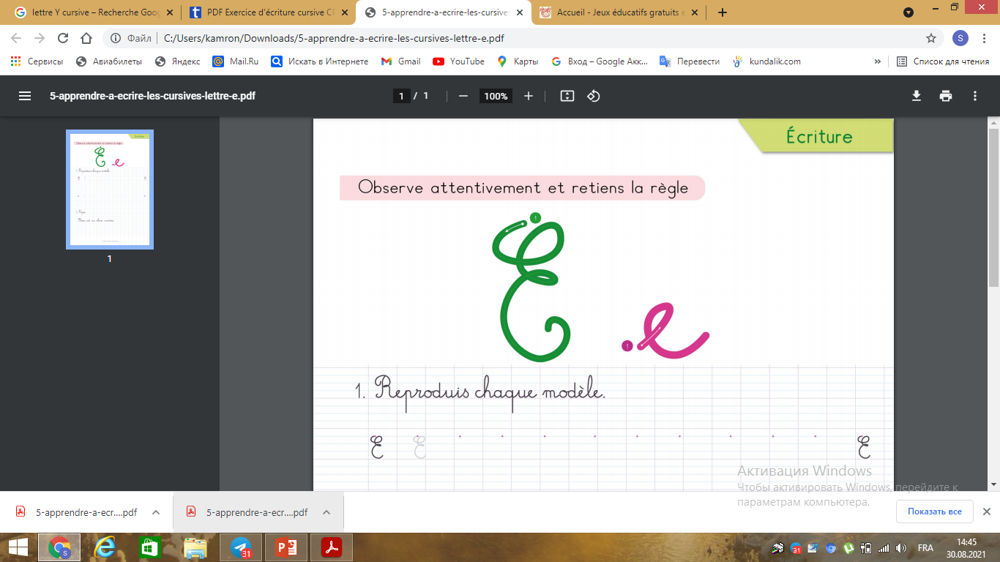 lettre Y cursive – Recherche Goo
PDF Exercice d'écriture cursive C
5-apprendre-a-ecrire-les-cursives
Accueil - Jeux éducatifs gratuits e
Файл
C:/Users/kamron/Downloads/5-apprendre-a-ecrire-les-cursives-lettre-e.pdf
S
Сервисы
Авиабилеты
Яндекс
Mail.Ru
Искать в Интернете
Gmail
YouTube
Карты
Вход – Google Акк...
Перевести
kundalik.com
»
Список для чтения
5-apprendre-a-ecrire-les-cursives-lettre-e.pdf
1 / 1
100%
1
Écriture
Observe attentivement et retiens la règle
1
E
1
e
1. Reproduis chaque modèle.
E E E
Активация Windows
Чтобы активировать Windows, перейдите к
параметрам компьютера.
5-apprendre-a-ecr....pdf
5-apprendre-a-ecr....pdf
Показать все
31
31
FRA
14:45
30.08.2021